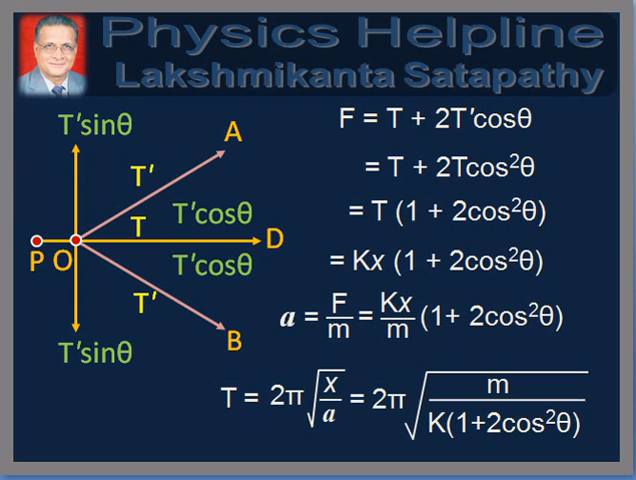 Physics Helpline
Lakshmikanta Satapathy
T'sinθ
A
T'
T'cosθ
T
D
P O
T'cosθ
T'
B
T'sinθ
F = T + 2T'cosθ
= T + 2Tcos²θ
= T (1 + 2cos²θ)
= Kx (1 + 2cos²θ)
a = F/m = Kx/m (1+ 2cos²θ)
T = 2π √(x/a) = 2π √(m/K(1+2cos²θ))